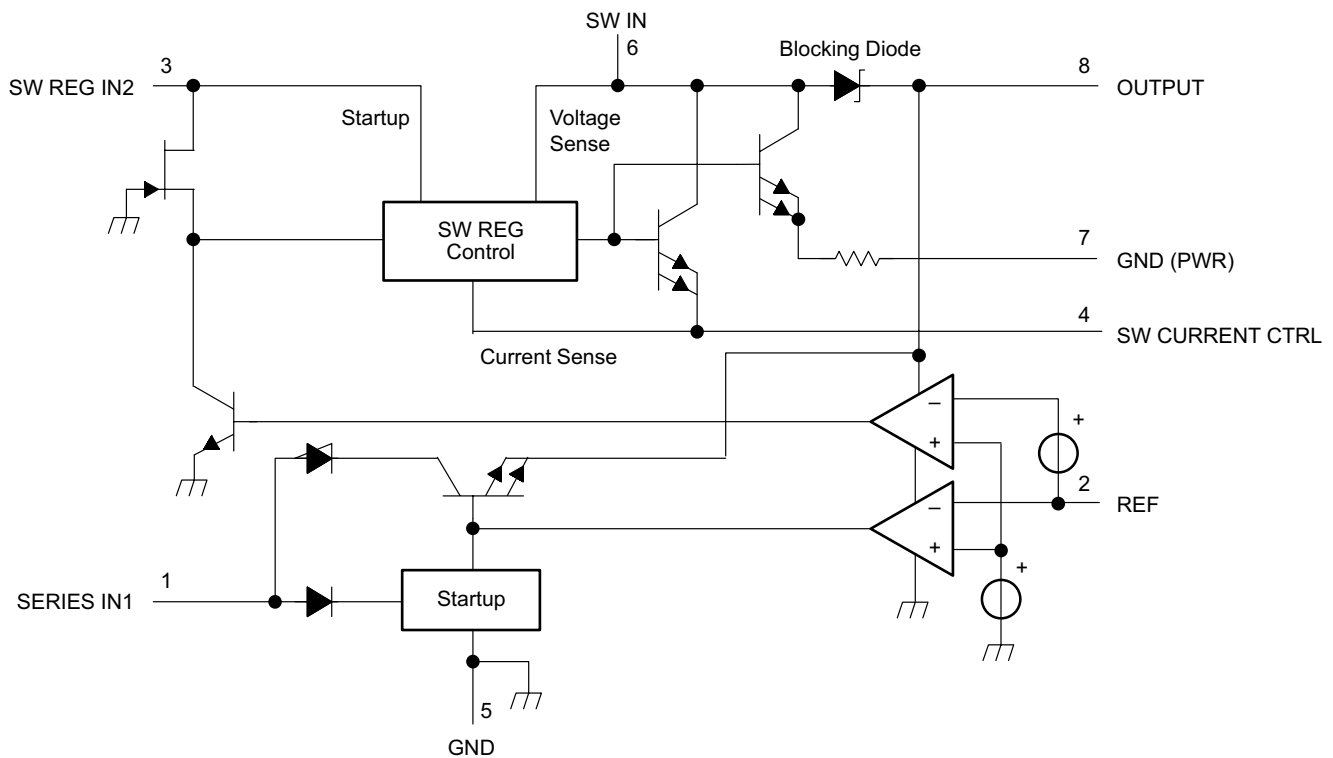 SW IN
6
Blocking Diode
3
SW REG IN2
8
OUTPUT
Startup
Voltage
Sense
SW REG
Control
7
GND (PWR)
4
SW CURRENT CTRL
Current Sense
–
+
+
2
REF
–
+
+
1
SERIES IN1
Startup
5
GND